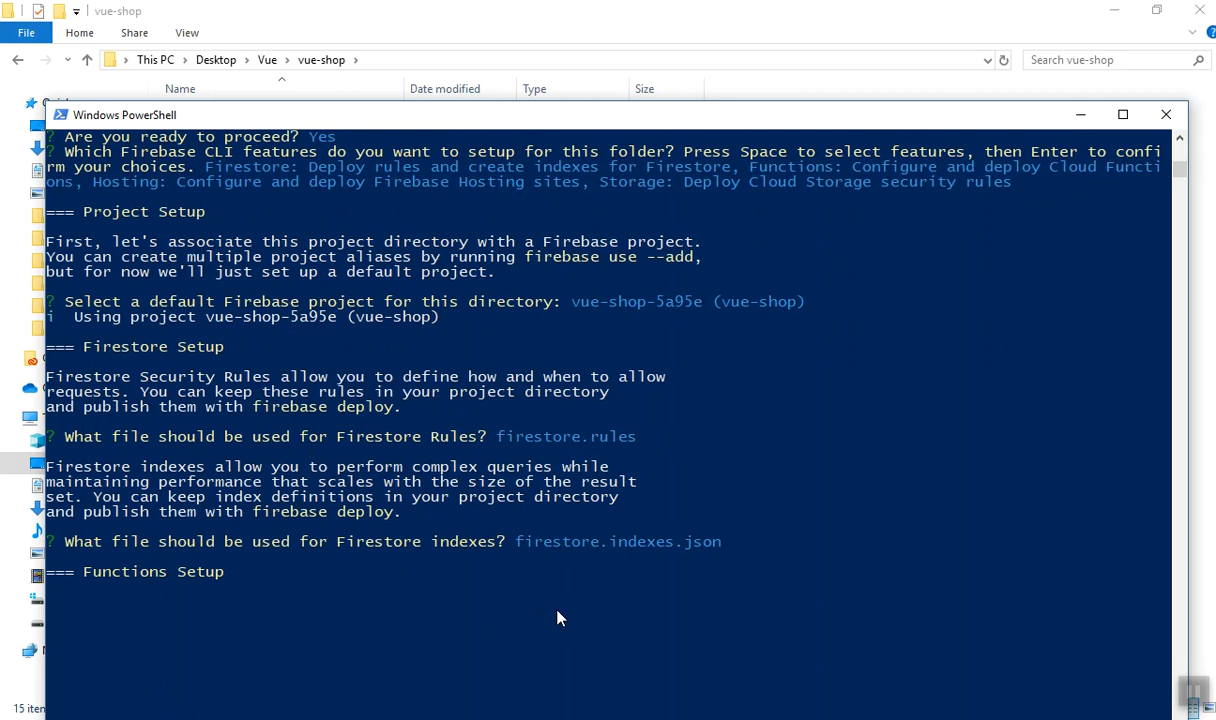 vue-shop
File Home Share View
This PC Desktop Vue vue-shop
Search vue-shop
Name Date modified Type Size
Windows PowerShell
? Are you ready to proceed? Yes
? Which Firebase CLI features do you want to setup for this folder? Press Space to select features, then Enter to confi
rm your choices. Firestore: Deploy rules and create indexes for Firestore, Functions: Configure and deploy Cloud Functi
ons, Hosting: Configure and deploy Firebase Hosting sites, Storage: Deploy Cloud Storage security rules
=== Project Setup
First, let's associate this project directory with a Firebase project.
You can create multiple project aliases by running firebase use --add,
but for now we'll just set up a default project.
? Select a default Firebase project for this directory: vue-shop-5a95e (vue-shop)
i Using project vue-shop-5a95e (vue-shop)
=== Firestore Setup
Firestore Security Rules allow you to define how and when to allow
requests. You can keep these rules in your project directory
and publish them with firebase deploy.
? What file should be used for Firestore Rules? firestore.rules
Firestore indexes allow you to perform complex queries while
maintaining performance that scales with the size of the result
set. You can keep index definitions in your project directory
and publish them with firebase deploy.
? What file should be used for Firestore indexes? firestore.indexes.json
=== Functions Setup
15